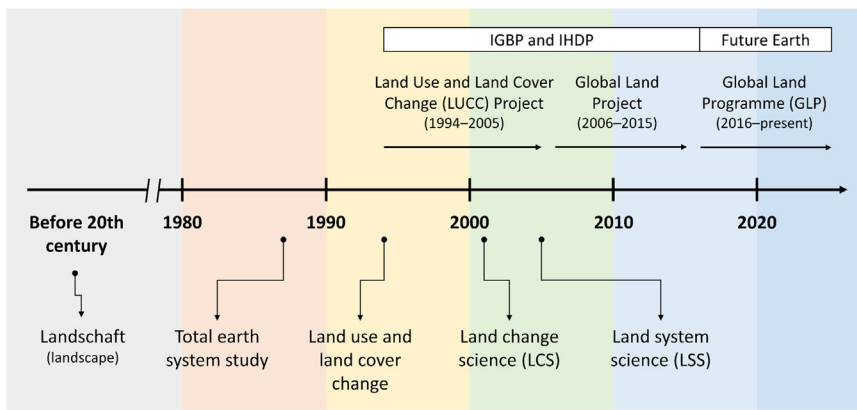 IGBP and IHDP
Future Earth
Land Use and Land Cover
Change (LUCC) Project
(1994–2005)
Global Land
Project
(2006–2015)
Global Land
Programme (GLP)
(2016–present)
Before 20th
century
1980
1990
2000
2010
2020
Landschaft
(landscape)
Total earth
system study
Land use and
land cover
change
Land change
science (LCS)
Land system
science (LSS)